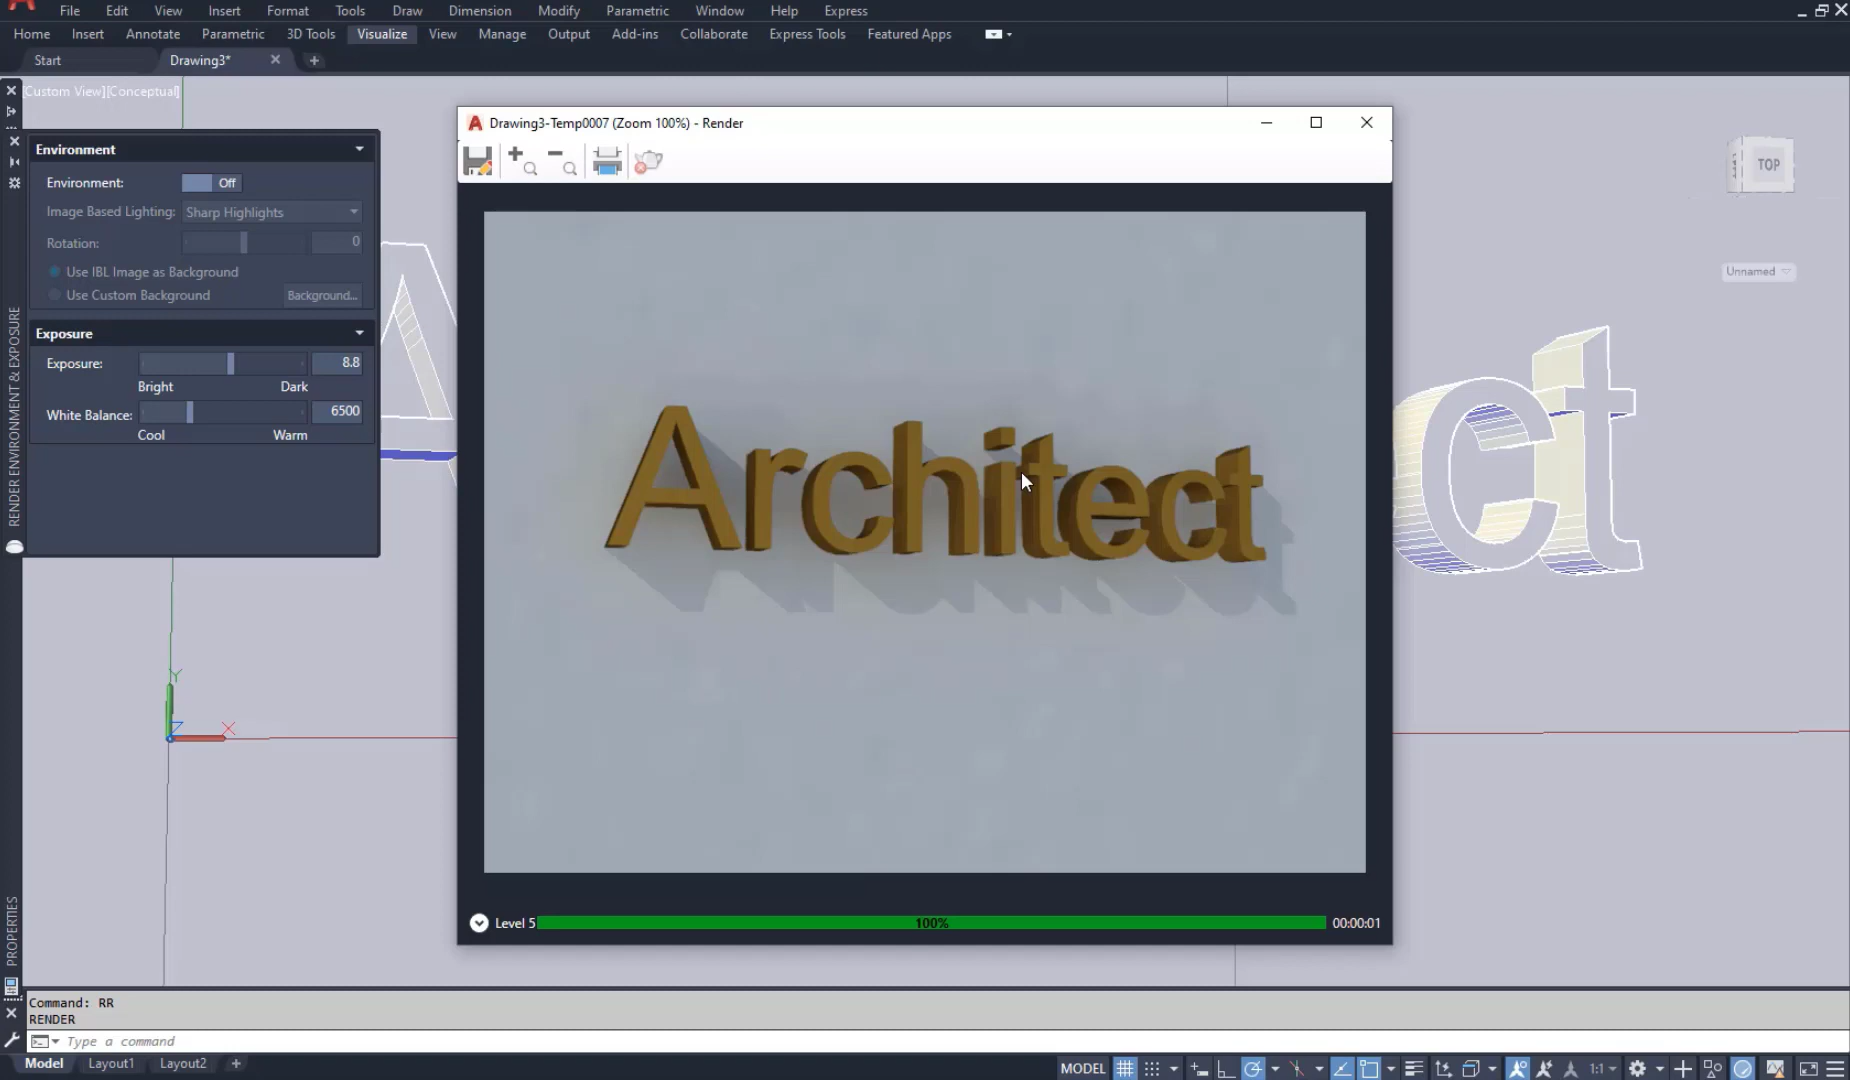 File Edit View Insert Format Tools Draw Dimension Modify Parametric Window Help Express
Home Insert Annotate Parametric 3D Tools Visualize View Manage Output Add-ins Collaborate Express Tools Featured Apps
Start Drawing3*
[Custom View][Conceptual]
Drawing3-Temp0007 (Zoom 100%) - Render
Environment
Environment: Off
Image Based Lighting: Sharp Highlights
Rotation: 0
Use IBL Image as Background
Use Custom Background Background...
Exposure
Exposure: 8.8
Bright Dark
White Balance: 6500
Cool Warm
RENDER ENVIRONMENT & EXPOSURE
TOP
Unnamed
Architect
A
ct
Y
Z X
Level 5 100% 00:00:01
PROPERTIES
Command: RR
RENDER
Type a command
Model Layout1 Layout2
MODEL 1:1